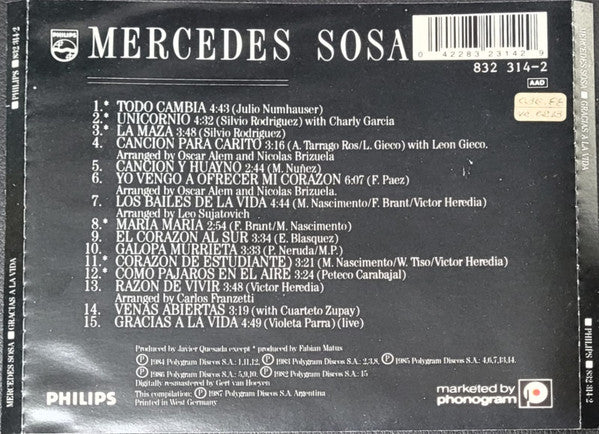 PHILIPS
MERCEDES SOSA
0 42283 23142 9
832 314-2
AAD
1.* TODO CAMBIA 4:43 (Julio Numhauser)
2.* UNICORNIO 4:32 (Silvio Rodriguez) with Charly Garcia
3.* LA MAZA 3:48 (Silvio Rodriguez)
4. CANCION PARA CARITO 3:16 (A. Tarrago Ros/L. Gieco) with Leon Gieco.
Arranged by Oscar Alem and Nicolas Brizuela
5. CANCION Y HUAYNO 2:44 (M. Nuñez)
6. YO VENGO A OFRECER MI CORAZON 6:07 (F. Paez)
Arranged by Oscar Alem and Nicolas Brizuela.
7. LOS BAILES DE LA VIDA 4:44 (M. Nascimento/F. Brant/Victor Heredia)
Arranged by Leo Sujatovich
8.* MARIA MARIA 2:54 (F. Brant/M. Nascimento)
9. EL CORAZON AL SUR 3:34 (E. Blasquez)
10. GALOPA MURRIETA 3:33 (P. Neruda/M.P.)
11.* CORAZON DE ESTUDIANTE) 3:21 (M. Nascimento/W. Tiso/Victor Heredia)
12.* COMO PAJAROS EN EL AIRE 3:24 (Peteco Carabajal)
13. RAZON DE VIVIR 3:48 (Victor Heredia)
Arranged by Carlos Franzetti
14. VENAS ABIERTAS 3:19 (with Cuarteto Zupay)
15. GRACIAS A LA VIDA 4:49 (Violeta Parra) (live)
Produced by Javier Quesada except * produced by Fabian Matus
Ⓟ 1984 Polygram Discos S.A.: 1,11,12. Ⓟ 1983 Polygram Discos S.A.: 2,3,8. Ⓟ 1985 Polygram Discos S.A.: 4,6,7,13,14.
Ⓟ 1986 Polygram Discos S.A.: 5,9,10. Ⓟ 1982 Polygram Discos S.A.: 15
Digitally resmastered by Gert van Hoeyen
This compilation: Ⓟ 1987 Polygram Discos S.A. Argentina
Printed in West Germany
PHILIPS
marketed by
phonogram
MERCEDES SOSA ■ GRACIAS A LA VIDA
■ PHILIPS ■ 832 314-2
MERCEDES SOSA ■ GRACIAS A LA VIDA
■ PHILIPS ■ 832 314-2